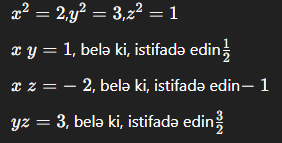 x² = 2,y² = 3,z² = 1
x y = 1, belə ki, istifadə edin 1/2
x z = − 2, belə ki, istifadə edin− 1
yz = 3, belə ki, istifadə edin 3/2